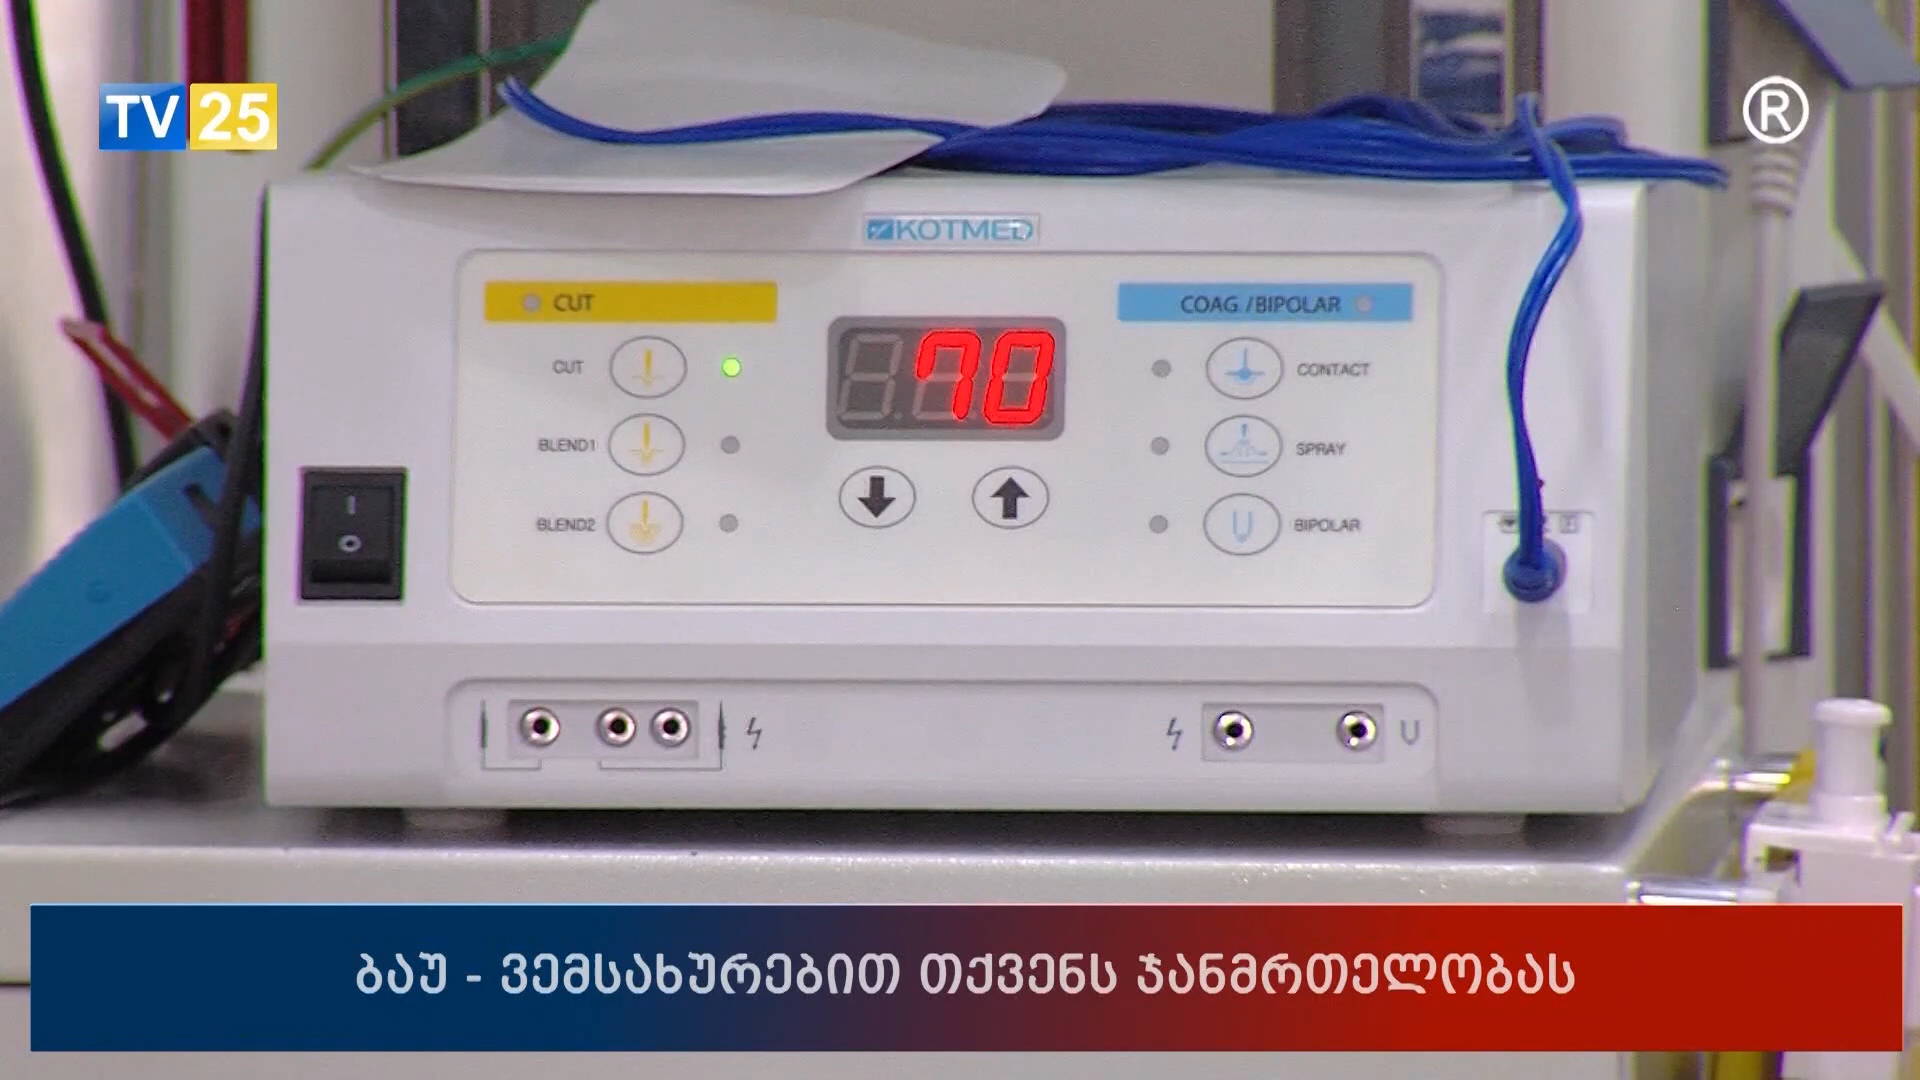 TV 25
®
KOTMED
CUT
COAG. /BIPOLAR
CUT
70
CONTACT
BLEND1
SPRAY
BLEND2
BIPOLAR
ბაუ - ვემსახურებით თქვენს ჯანმრთელობას